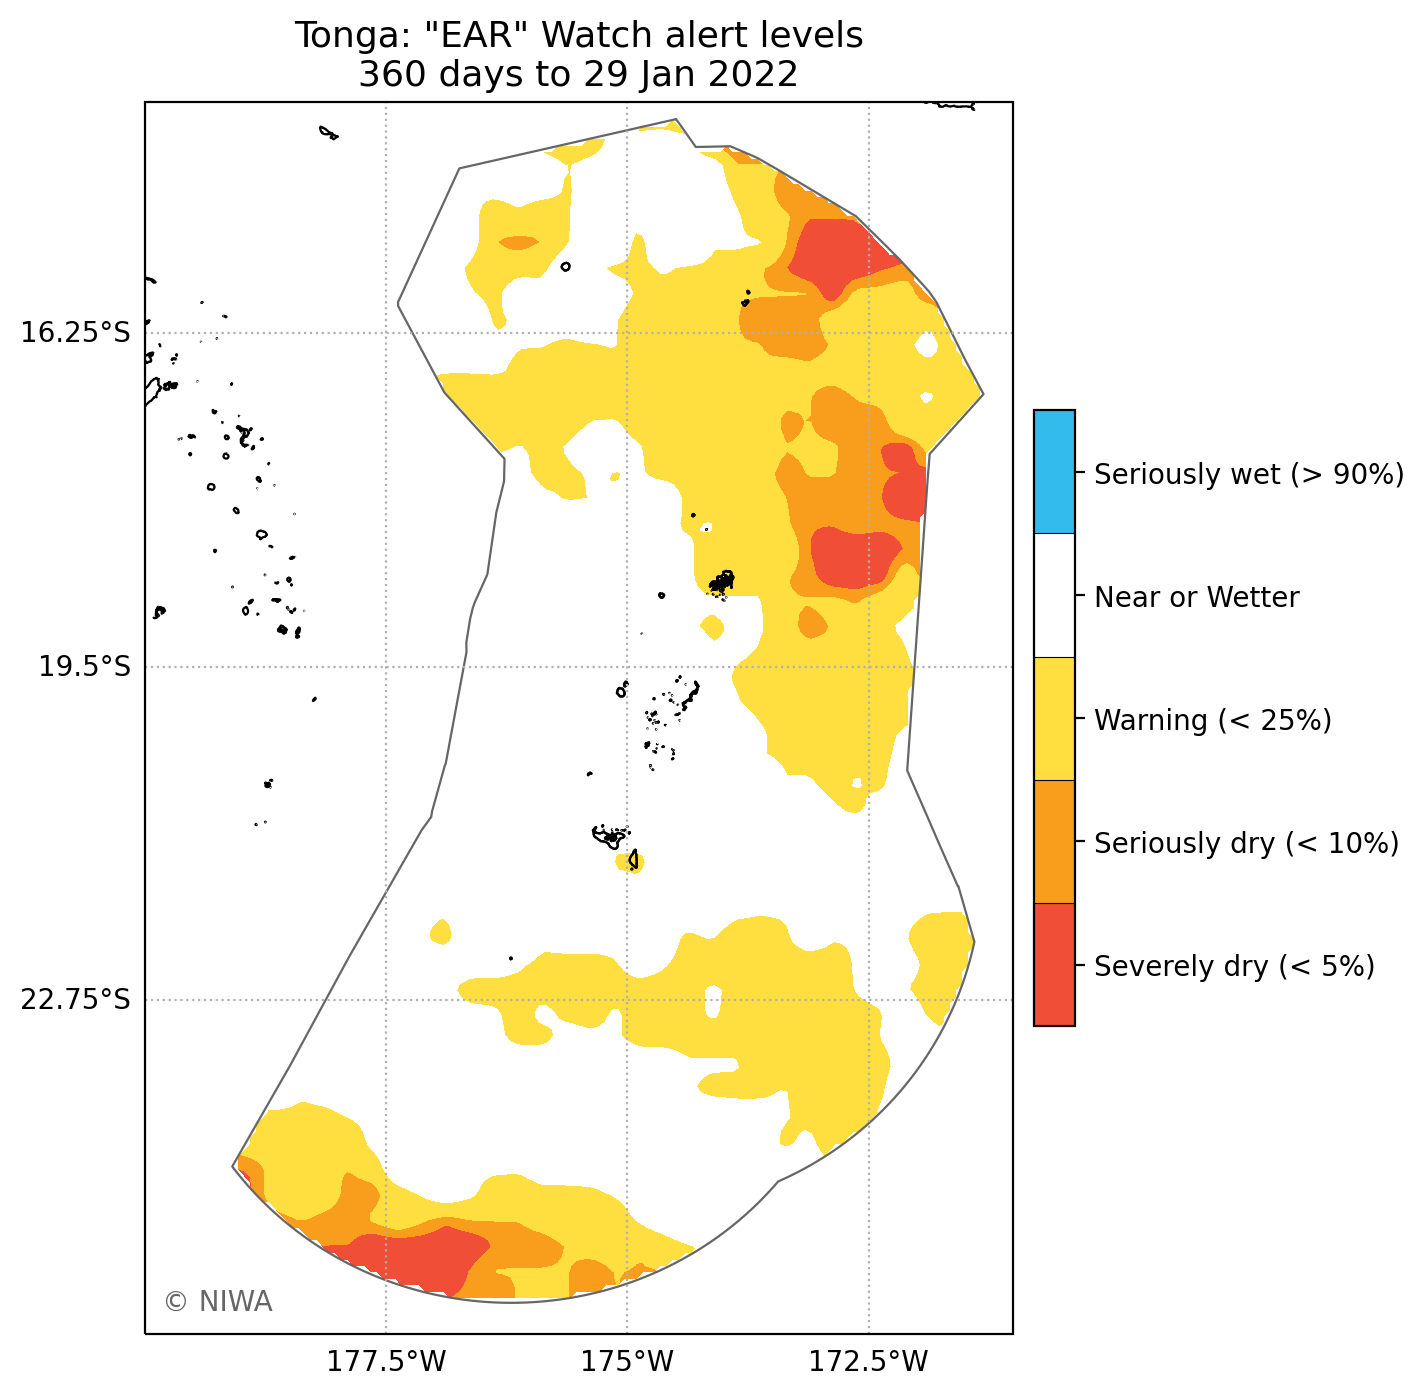 Tonga: "EAR" Watch alert levels
360 days to 29 Jan 2022
16.25°S
19.5°S
22.75°S
177.5°W
175°W
172.5°W
Seriously wet (> 90%)
Near or Wetter
Warning (< 25%)
Seriously dry (< 10%)
Severely dry (< 5%)
© NIWA